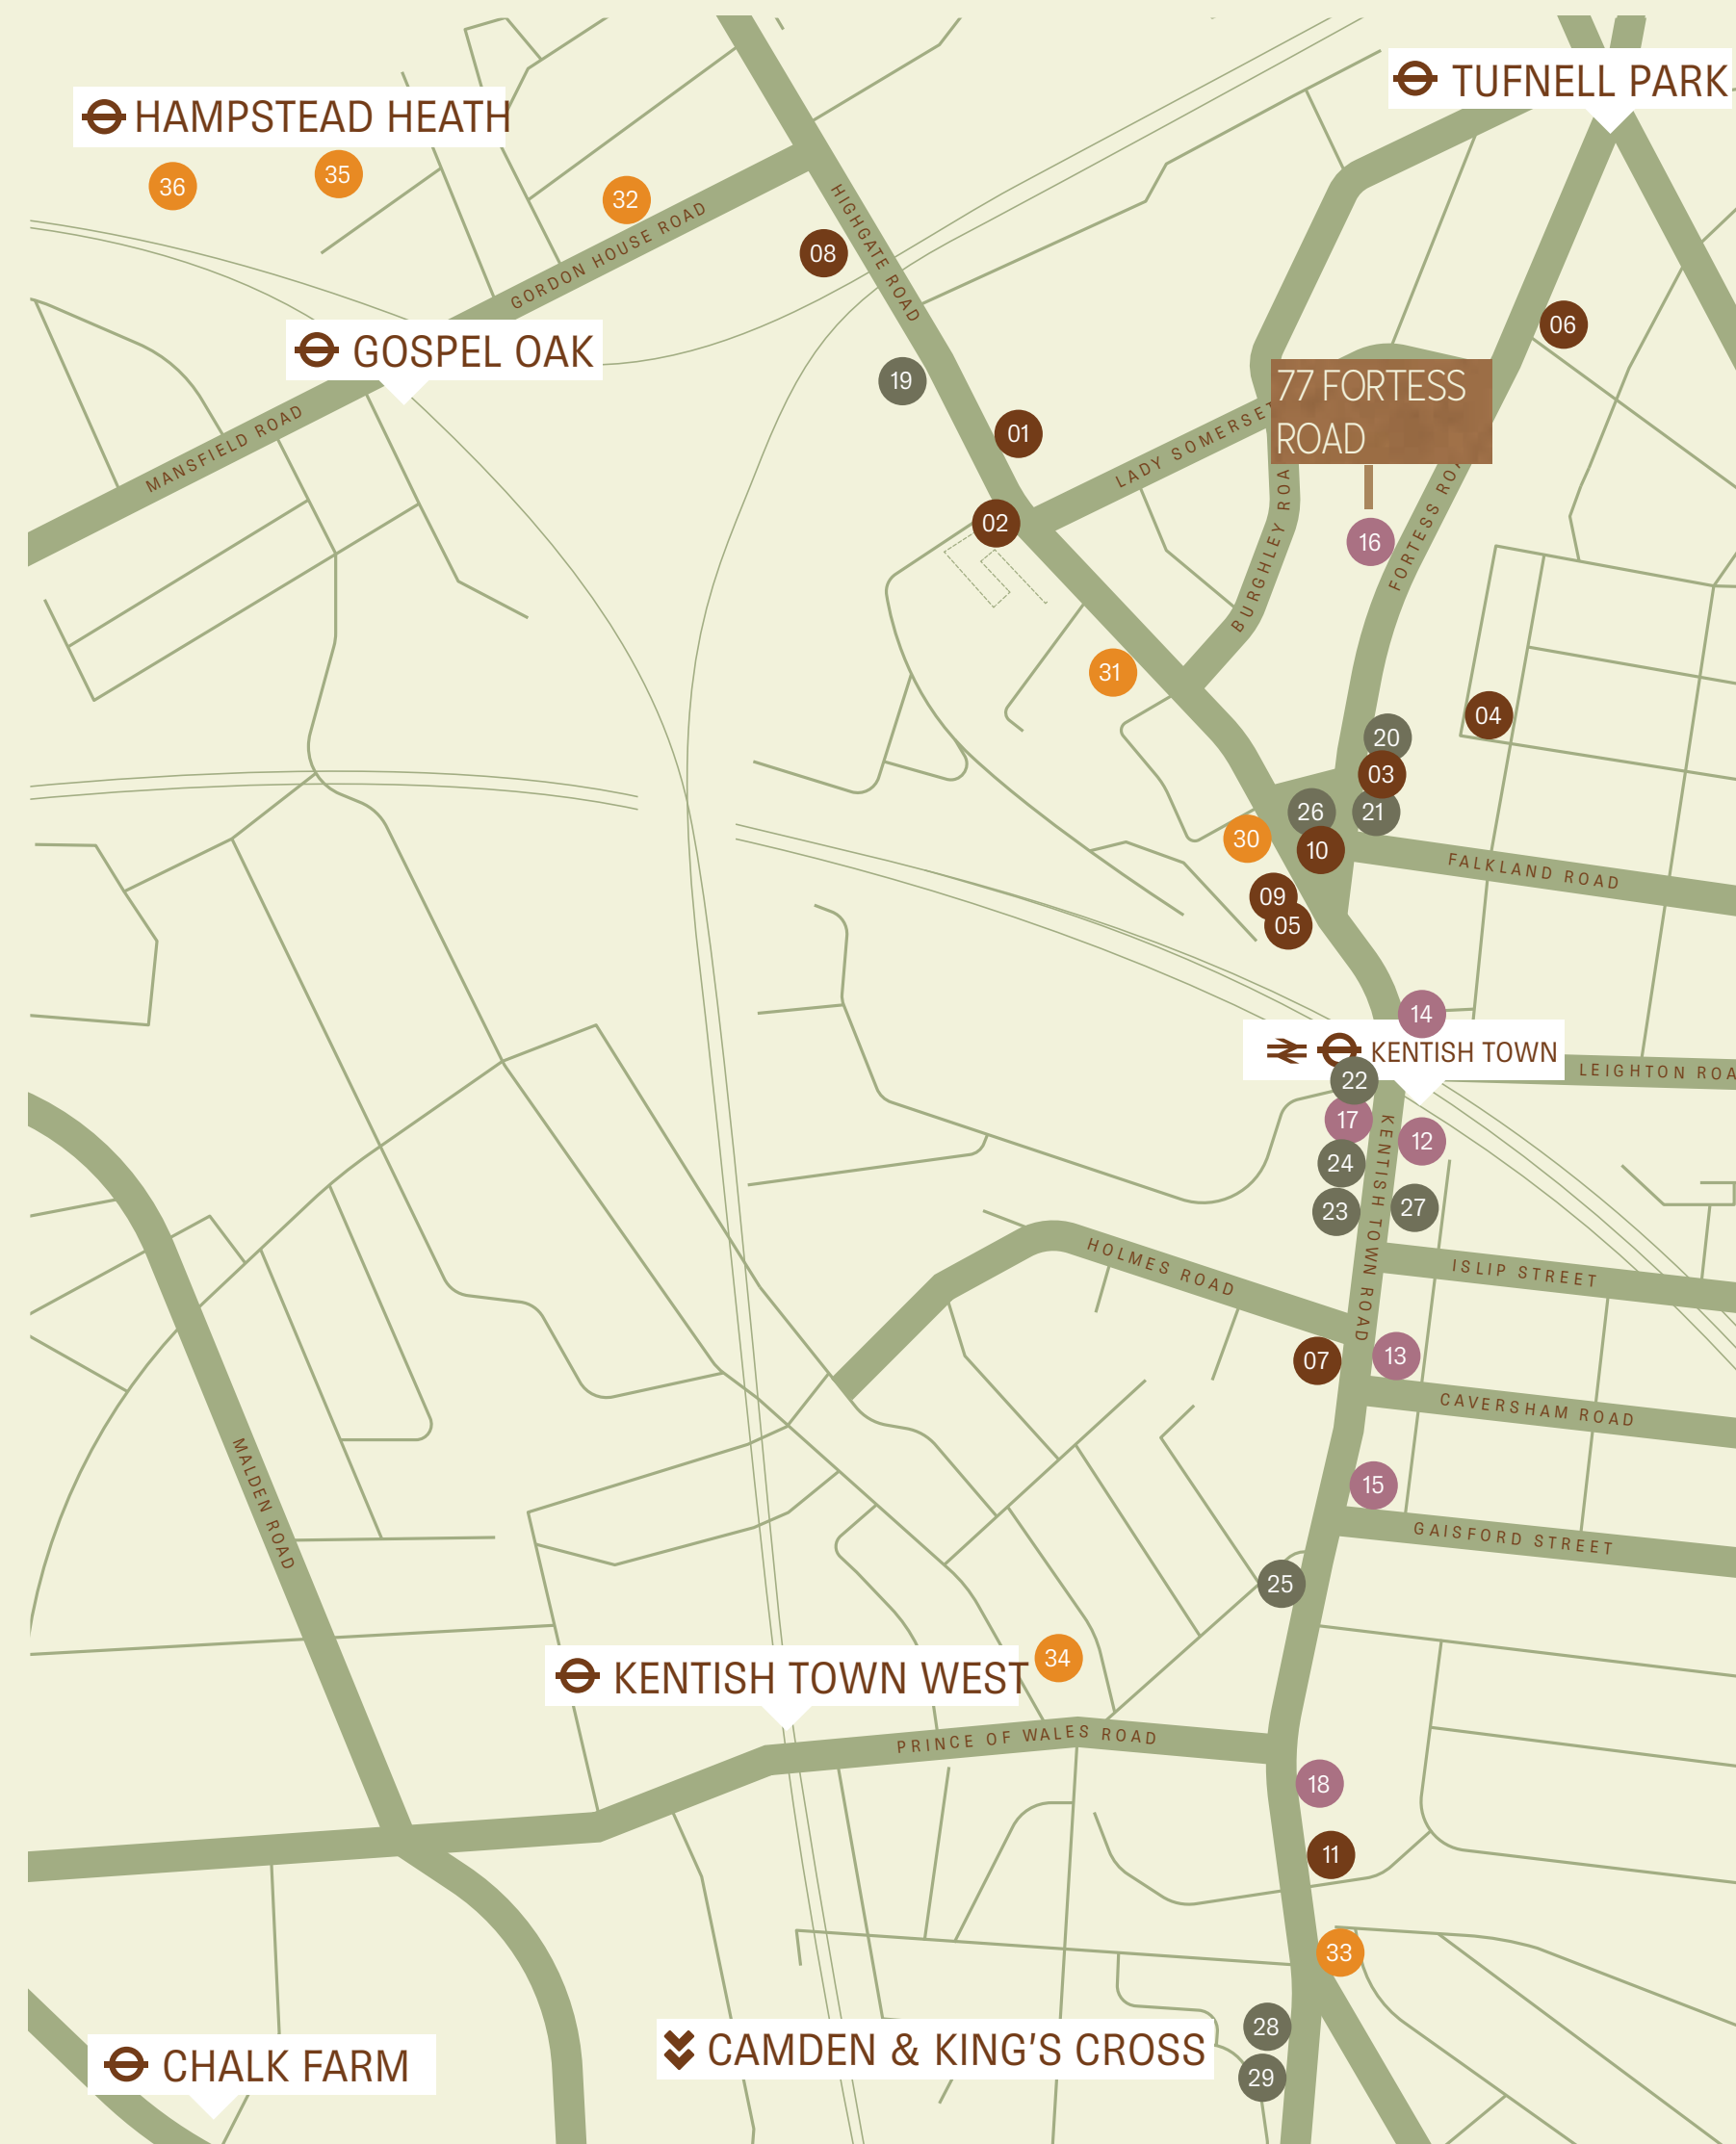 TUFNELL PARK
HAMPSTEAD HEATH
36
35
32
GORDON HOUSE ROAD
HIGHGATE ROAD
08
06
GOSPEL OAK
19
77 FORTESS
ROAD
MANSFIELD ROAD
01
LADY SOMERSET
02
BURGHLEY ROA
16
FORTESS ROA
31
04
20
03
26
21
30
10
FALKLAND ROAD
09
05
14
KENTISH TOWN
LEIGHTON ROA
22
17
12
24
23
27
KENTISH TOWN ROAD
HOLMES ROAD
ISLIP STREET
07
13
CAVERSHAM ROAD
MALDEN ROAD
15
GAISFORD STREET
25
34
KENTISH TOWN WEST
PRINCE OF WALES ROAD
18
11
33
28
CAMDEN & KING'S CROSS
CHALK FARM
29